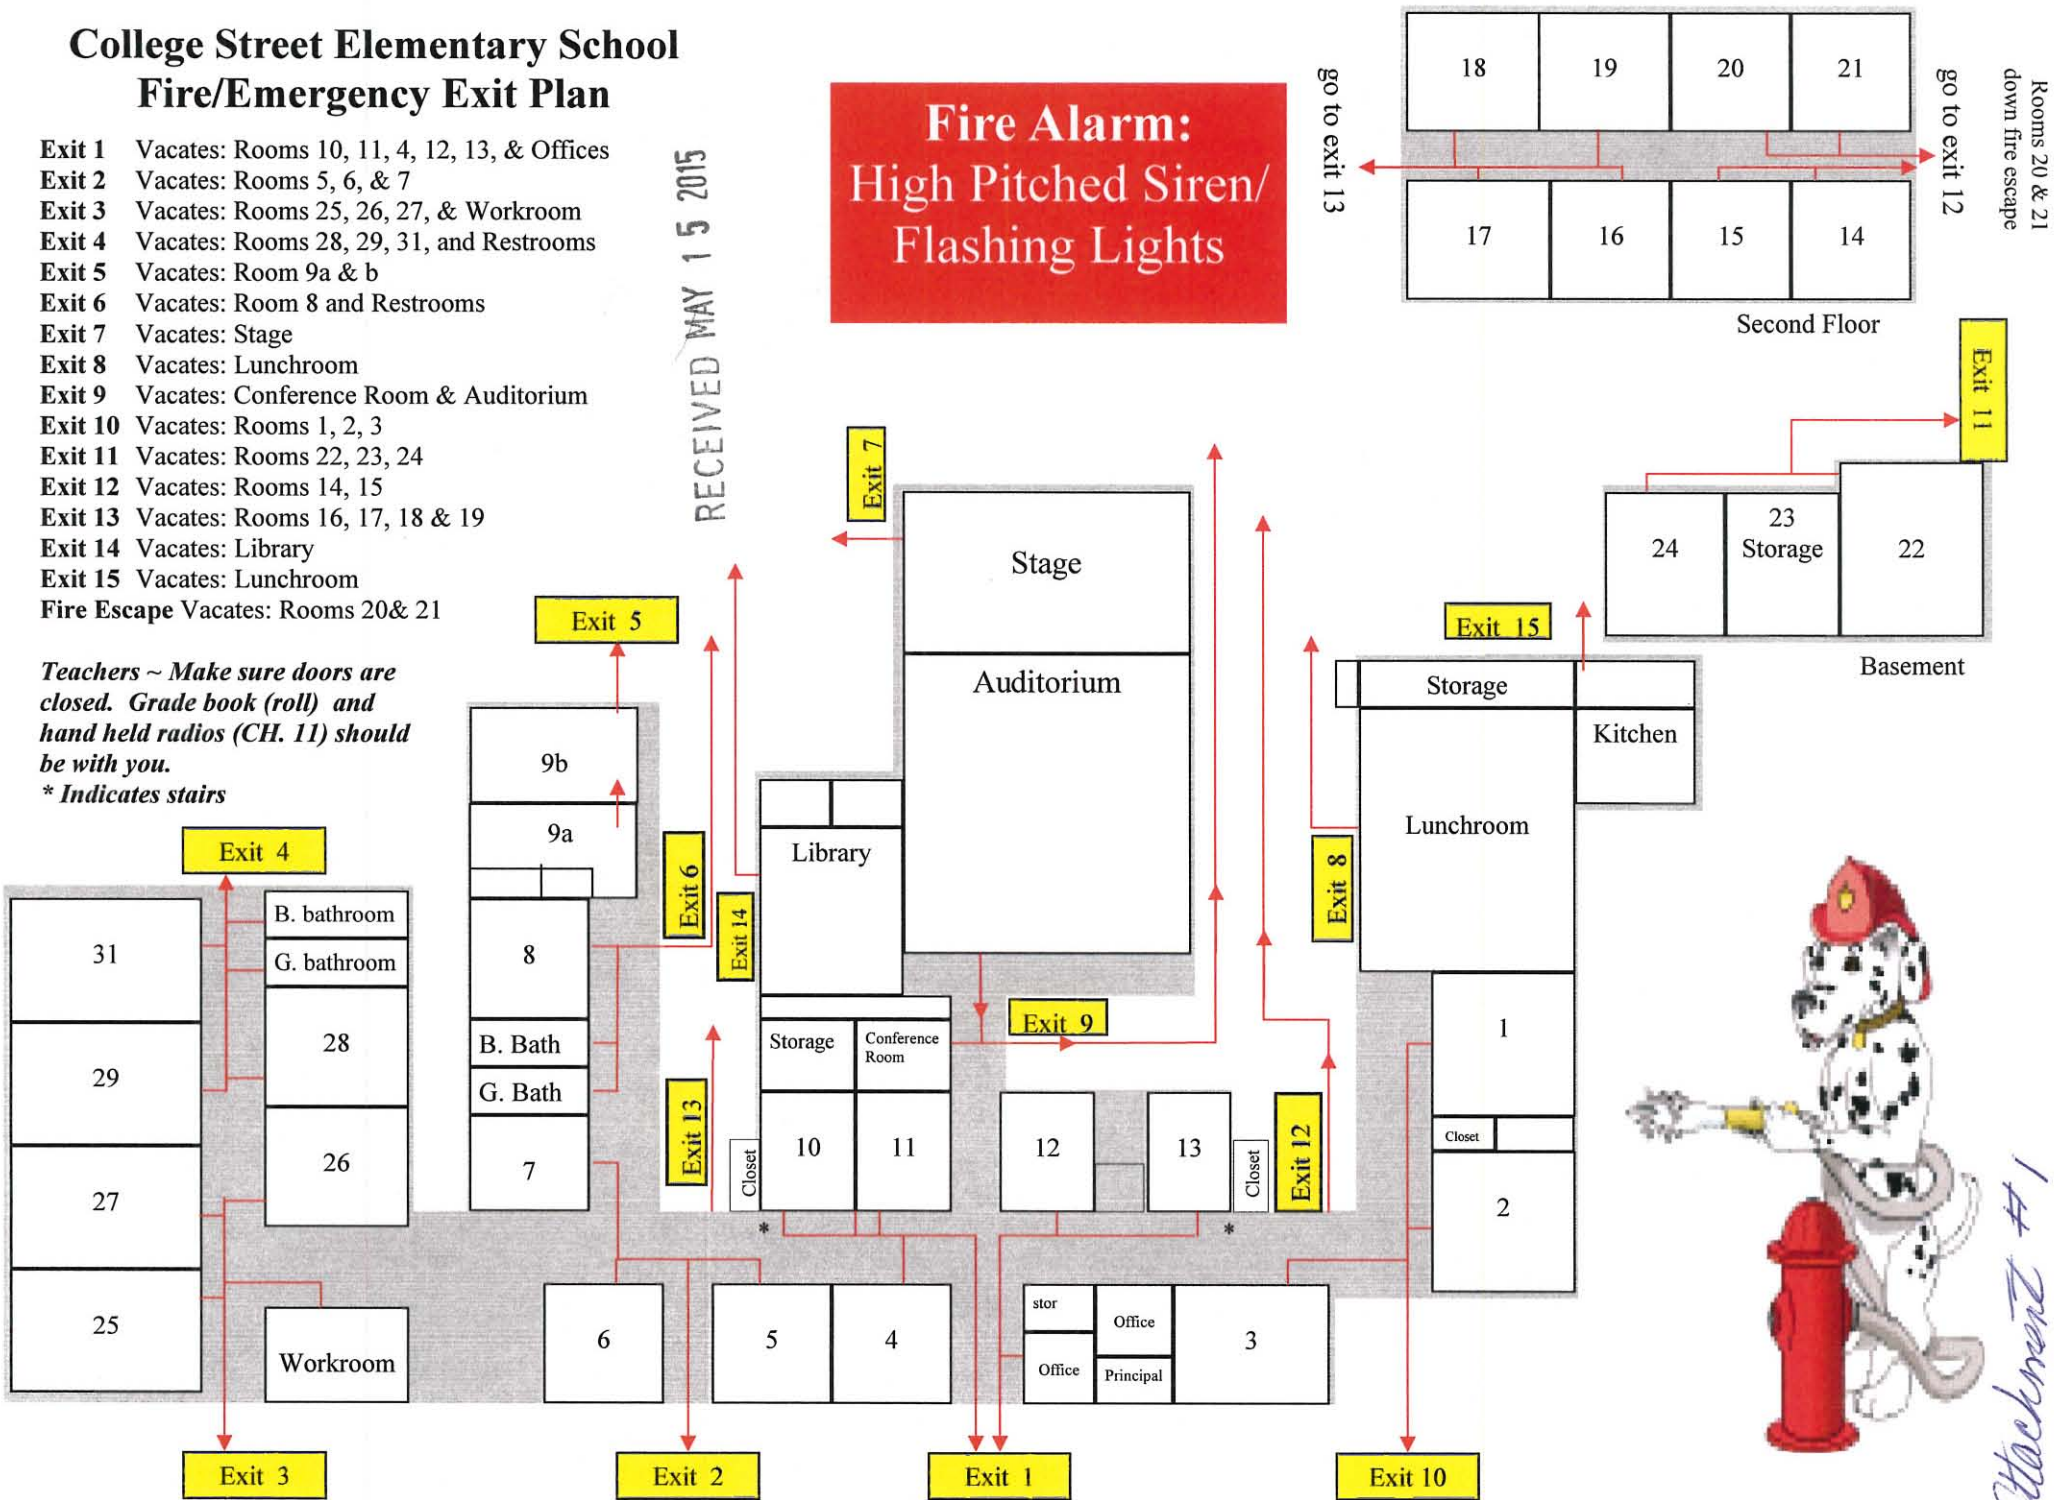 College Street Elementary School
Fire/Emergency Exit Plan
Exit 1 Vacates: Rooms 10, 11, 4, 12, 13, & Offices
Exit 2 Vacates: Rooms 5, 6, & 7
Exit 3 Vacates: Rooms 25, 26, 27, & Workroom
Exit 4 Vacates: Rooms 28, 29, 31, and Restrooms
Exit 5 Vacates: Room 9a & b
Exit 6 Vacates: Room 8 and Restrooms
Exit 7 Vacates: Stage
Exit 8 Vacates: Lunchroom
Exit 9 Vacates: Conference Room & Auditorium
Exit 10 Vacates: Rooms 1, 2, 3
Exit 11 Vacates: Rooms 22, 23, 24
Exit 12 Vacates: Rooms 14, 15
Exit 13 Vacates: Rooms 16, 17, 18 & 19
Exit 14 Vacates: Library
Exit 15 Vacates: Lunchroom
Fire Escape Vacates: Rooms 20& 21
Teachers ~ Make sure doors are
closed. Grade book (roll) and
hand held radios (CH. 11) should
be with you.
* Indicates stairs
RECEIVED MAY 15 2015
Fire Alarm:
High Pitched Siren/
Flashing Lights
go to exit 13
18
19
20
21
17
16
15
14
go to exit 12
Rooms 20 & 21
down fire escape
Second Floor
Exit 11
24
23
Storage
22
Basement
Exit 7
Stage
Auditorium
Exit 5
9b
9a
Exit 6
8
B. Bath
G. Bath
7
Exit 4
B. bathroom
G. bathroom
31
28
29
26
27
25
Workroom
Exit 3
Exit 14
Library
Storage
Conference
Room
Exit 9
Exit 13
Closet
10
11
12
13
Closet
Exit 12
*
*
6
5
4
stor
Office
Office
Principal
3
Exit 2
Exit 1
Exit 10
Exit 15
Storage
Kitchen
Lunchroom
Exit 8
1
Closet
2
Attachment #1